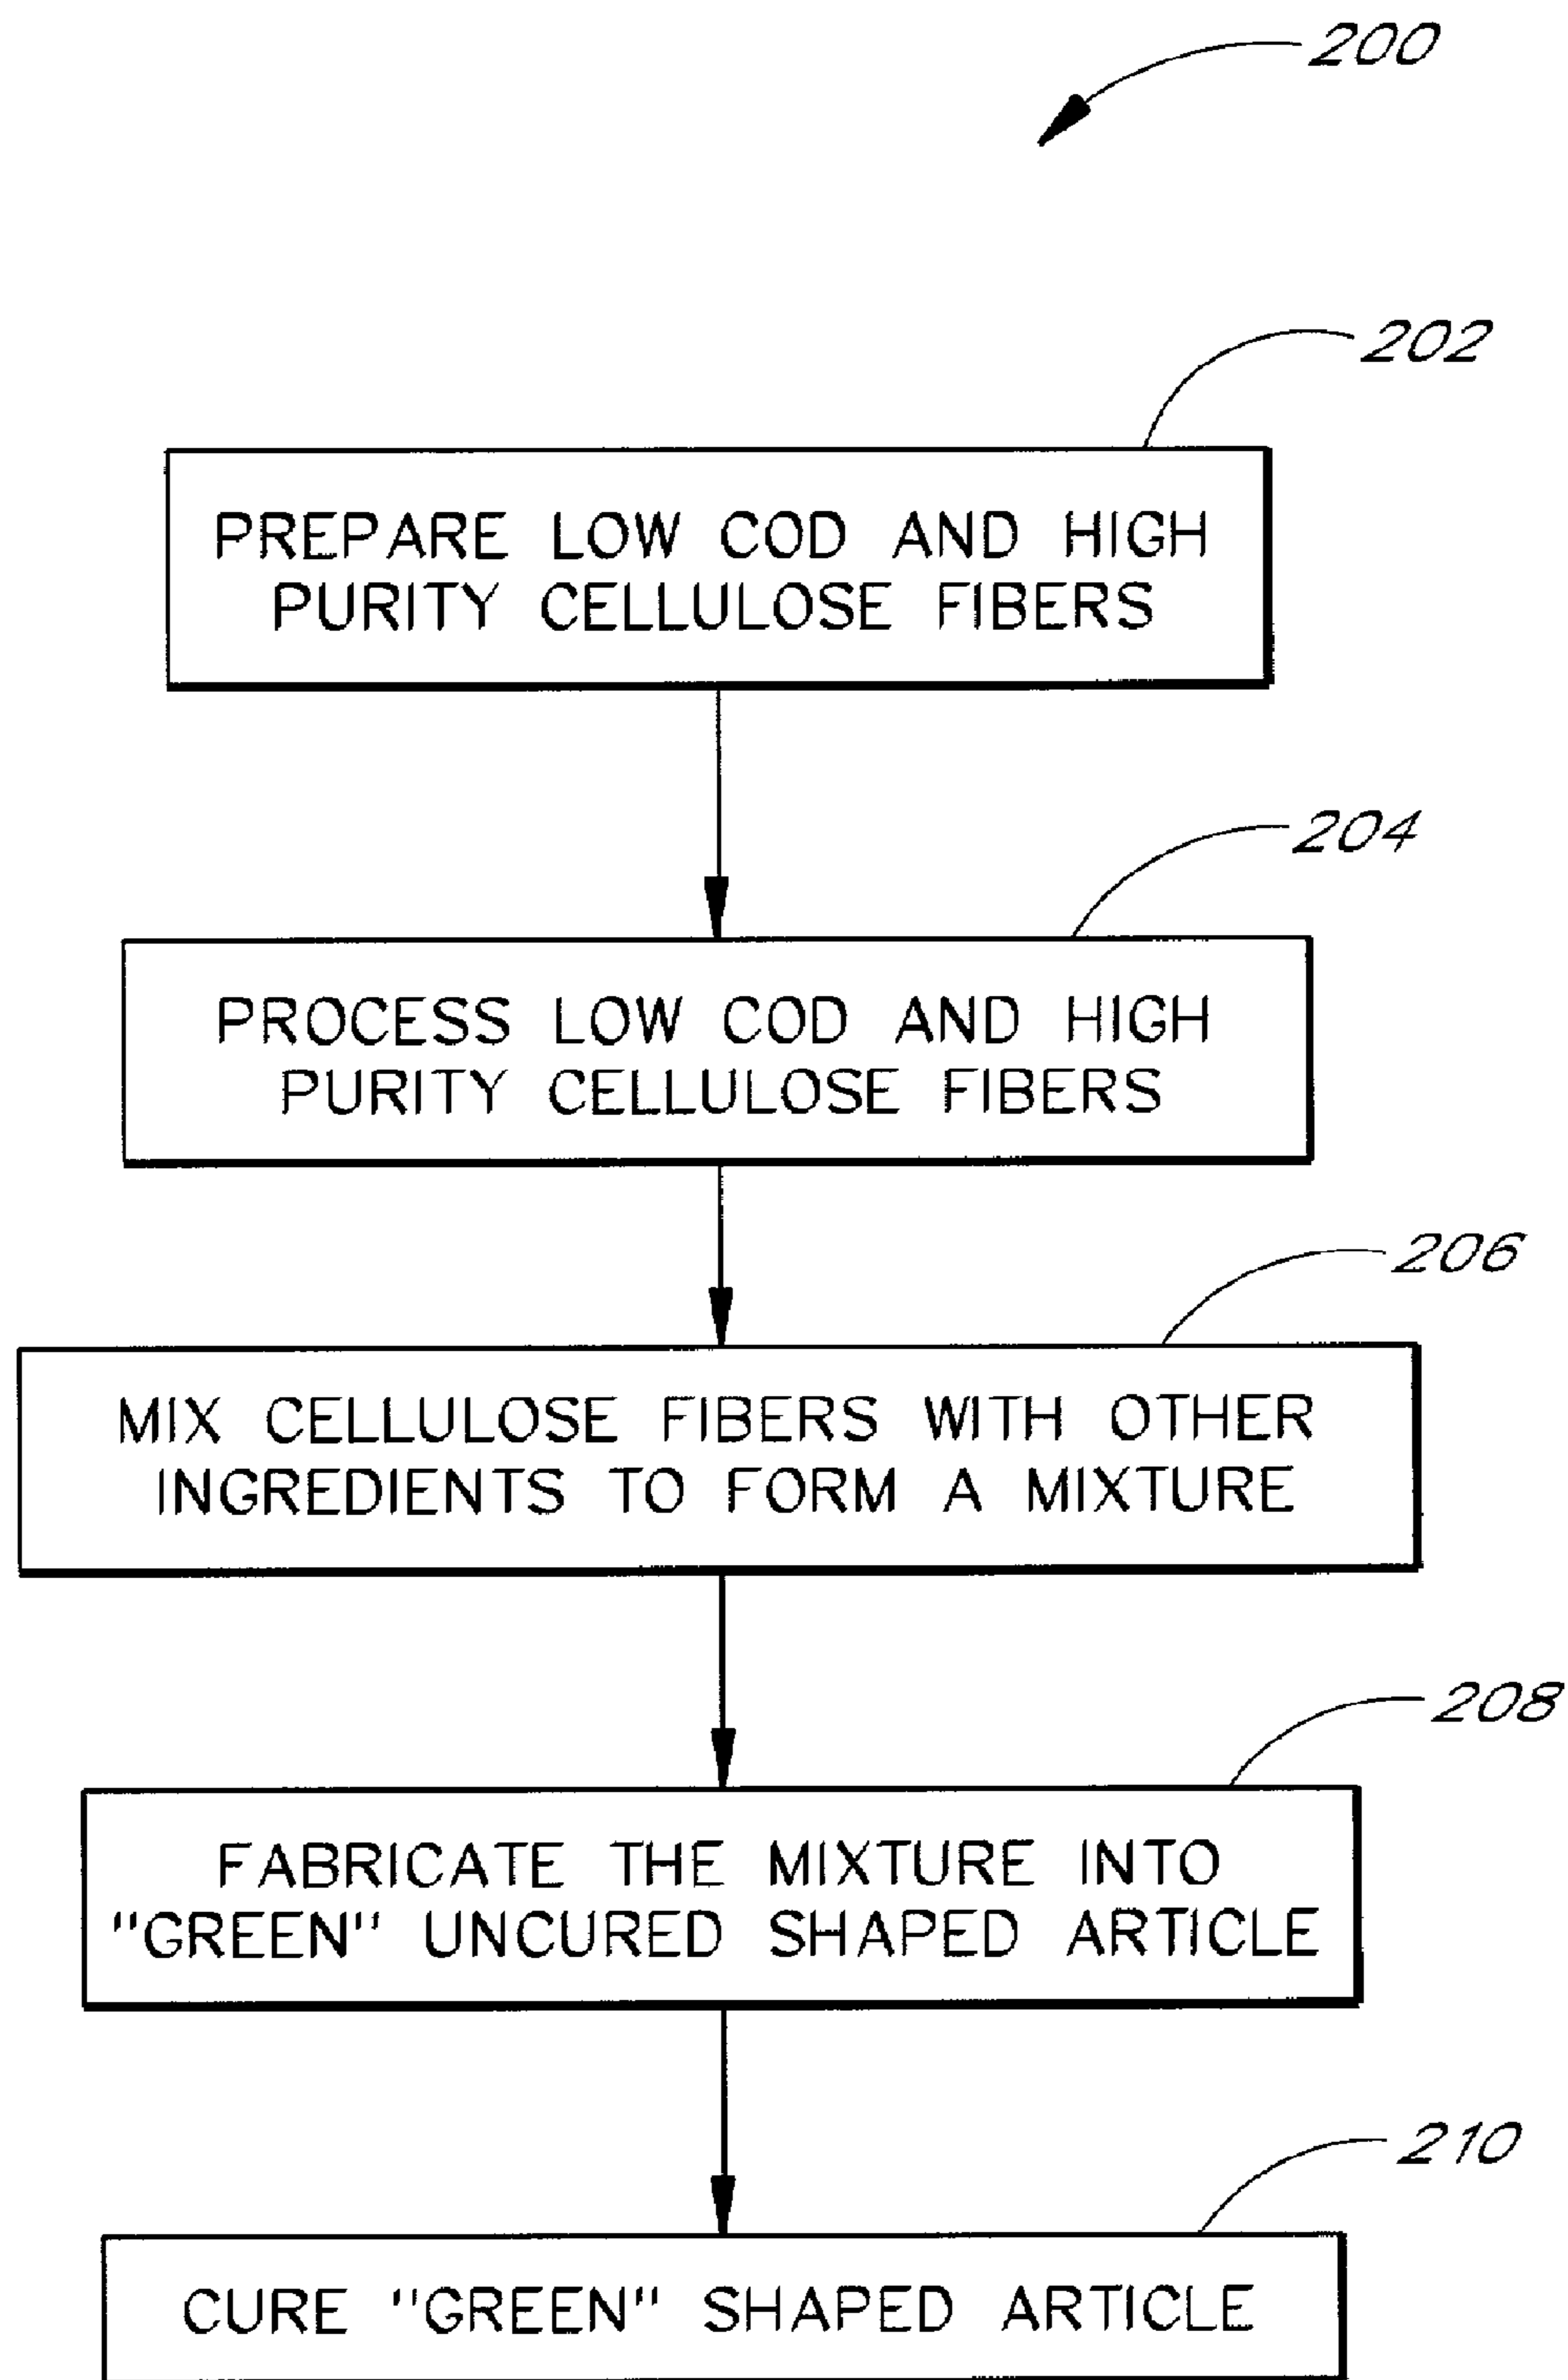 200
202
PREPARE LOW COD AND HIGH
PURITY CELLULOSE FIBERS
204
PROCESS LOW COD AND HIGH
PURITY CELLULOSE FIBERS
206
MIX CELLULOSE FIBERS WITH OTHER
INGREDIENTS TO FORM A MIXTURE
208
FABRICATE THE MIXTURE INTO
"GREEN" UNCURED SHAPED ARTICLE
210
CURE "GREEN" SHAPED ARTICLE